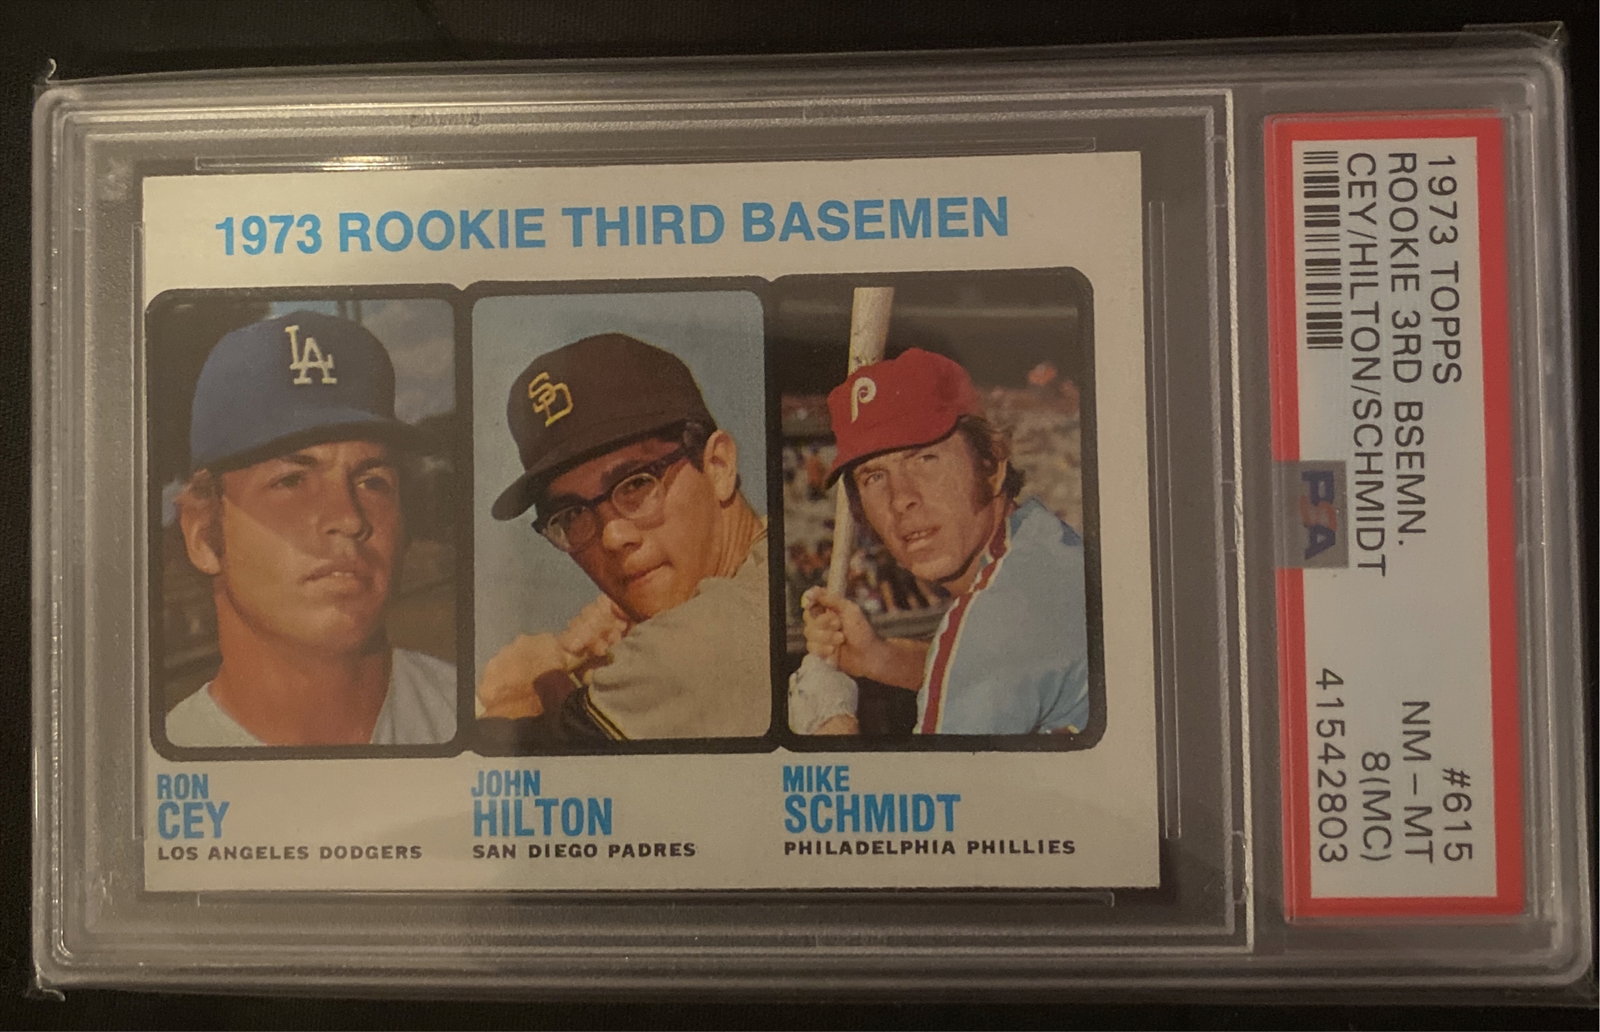 1973 ROOKIE THIRD BASEMEN
LA
SD
P
RON
CEY
LOS ANGELES DODGERS
JOHN
HILTON
SAN DIEGO PADRES
MIKE
SCHMIDT
PHILADELPHIA PHILLIES
1973 TOPPS #615
ROOKIE 3RD BSEMN. NM-MT
CEY/HILTON/SCHMIDT 8(MC)
PSA 41542803